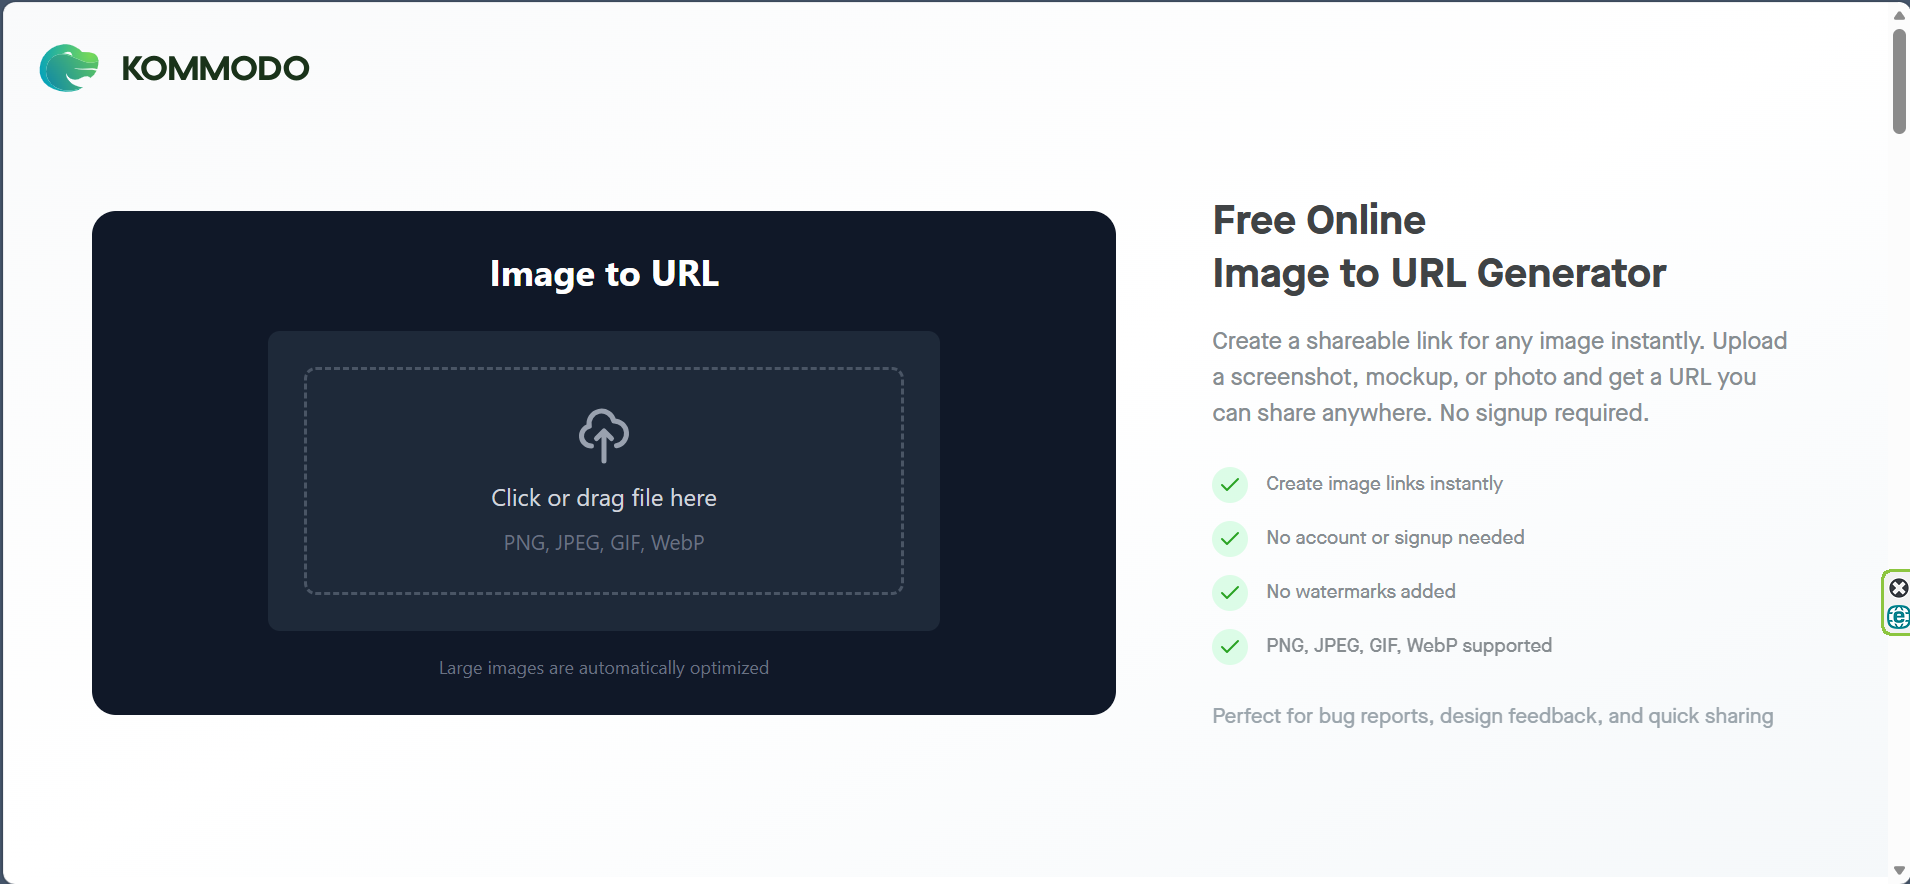 KOMMODO
Image to URL
Click or drag file here
PNG, JPEG, GIF, WebP
Large images are automatically optimized
Free Online
Image to URL Generator
Create a shareable link for any image instantly. Upload
a screenshot, mockup, or photo and get a URL you
can share anywhere. No signup required.
Create image links instantly
No account or signup needed
No watermarks added
PNG, JPEG, GIF, WebP supported
Perfect for bug reports, design feedback, and quick sharing